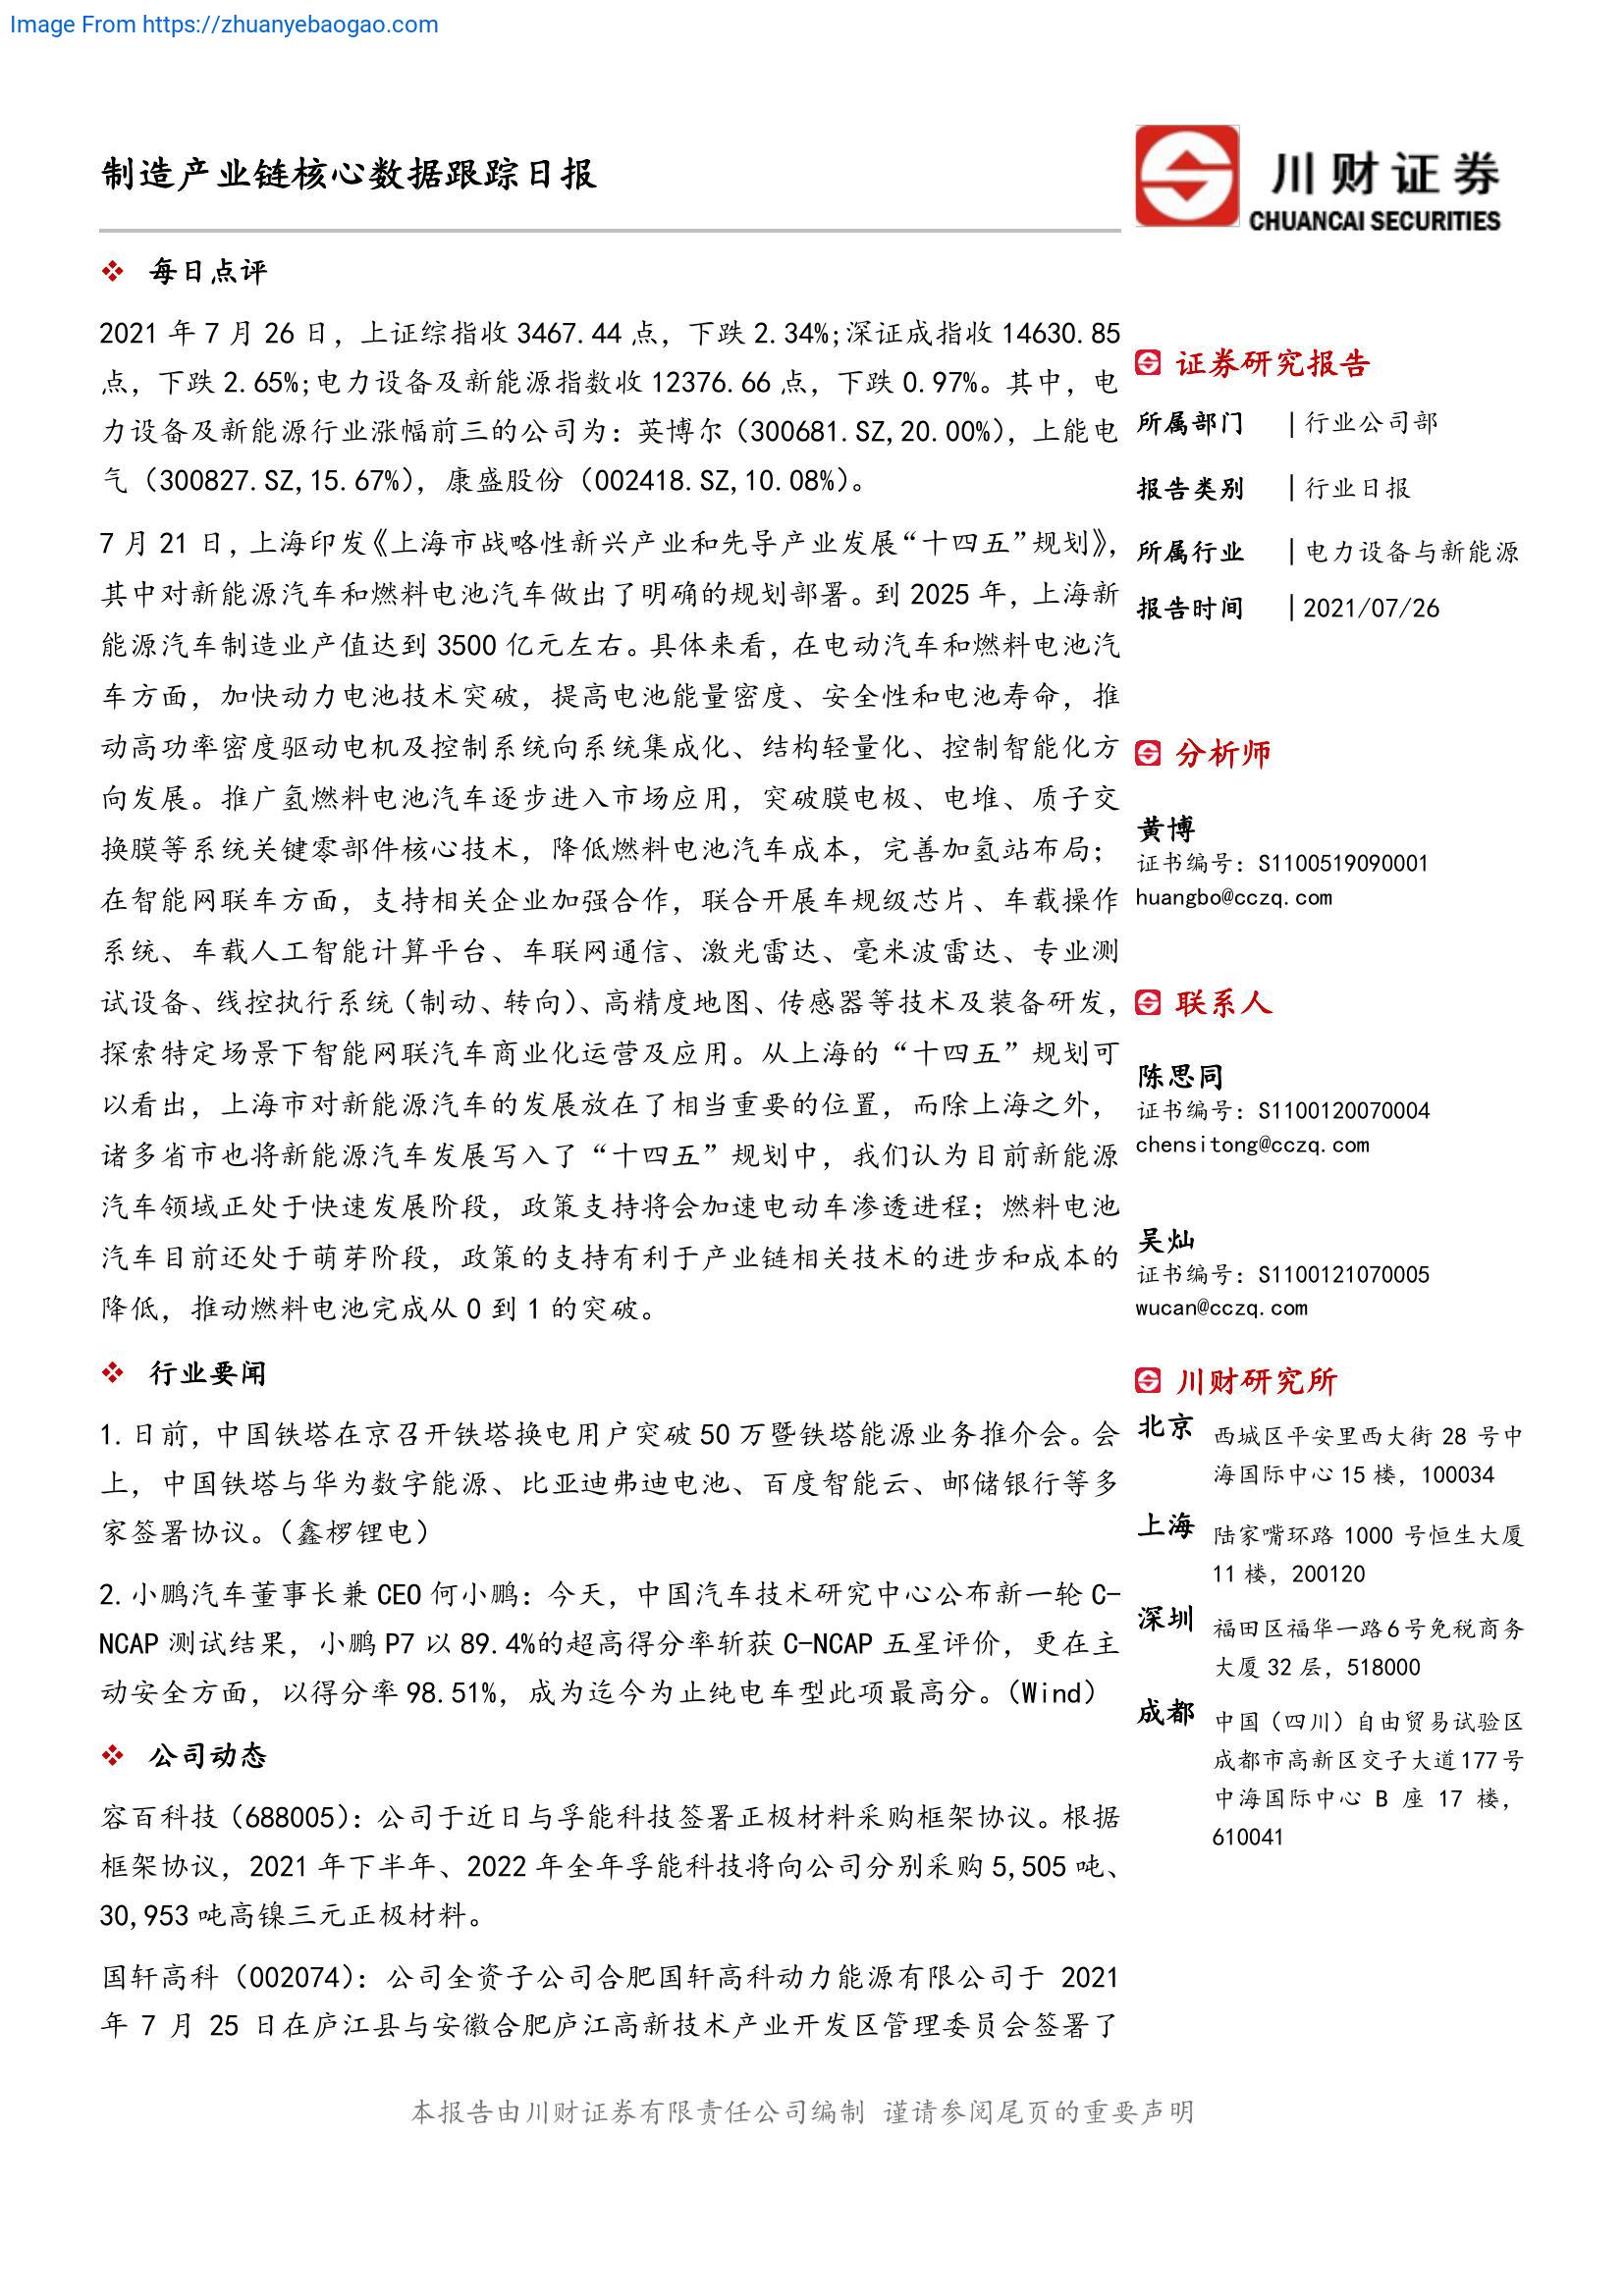 Image From https://zhuanyebaogao.com
制造产业链核心数据跟踪日报
川财证券
CHUANCAI SECURITIES
❖ 每日点评
2021 年 7 月 26 日，上证综指收 3467.44 点，下跌 2.34%;深证成指收 14630.85
点，下跌 2.65%;电力设备及新能源指数收 12376.66 点，下跌 0.97%。其中，电
力设备及新能源行业涨幅前三的公司为：英博尔（300681.SZ,20.00%），上能电
气（300827.SZ,15.67%），康盛股份（002418.SZ,10.08%）。
7 月 21 日，上海印发《上海市战略性新兴产业和先导产业发展“十四五”规划》，
其中对新能源汽车和燃料电池汽车做出了明确的规划部署。到 2025 年，上海新
能源汽车制造业产值达到 3500 亿元左右。具体来看，在电动汽车和燃料电池汽
车方面，加快动力电池技术突破，提高电池能量密度、安全性和电池寿命，推
动高功率密度驱动电机及控制系统向系统集成化、结构轻量化、控制智能化方
向发展。推广氢燃料电池汽车逐步进入市场应用，突破膜电极、电堆、质子交
换膜等系统关键零部件核心技术，降低燃料电池汽车成本，完善加氢站布局；
在智能网联车方面，支持相关企业加强合作，联合开展车规级芯片、车载操作
系统、车载人工智能计算平台、车联网通信、激光雷达、毫米波雷达、专业测
试设备、线控执行系统（制动、转向）、高精度地图、传感器等技术及装备研发，
探索特定场景下智能网联汽车商业化运营及应用。从上海的“十四五”规划可
以看出，上海市对新能源汽车的发展放在了相当重要的位置，而除上海之外，
诸多省市也将新能源汽车发展写入了“十四五”规划中，我们认为目前新能源
汽车领域正处于快速发展阶段，政策支持将会加速电动车渗透进程；燃料电池
汽车目前还处于萌芽阶段，政策的支持有利于产业链相关技术的进步和成本的
降低，推动燃料电池完成从 0 到 1 的突破。
❖ 行业要闻
1.日前，中国铁塔在京召开铁塔换电用户突破 50 万暨铁塔能源业务推介会。会
上，中国铁塔与华为数字能源、比亚迪弗迪电池、百度智能云、邮储银行等多
家签署协议。（鑫椤锂电）
2.小鹏汽车董事长兼 CEO 何小鹏：今天，中国汽车技术研究中心公布新一轮 C-
NCAP 测试结果，小鹏 P7 以 89.4%的超高得分率斩获 C-NCAP 五星评价，更在主
动安全方面，以得分率 98.51%，成为迄今为止纯电车型此项最高分。（Wind）
❖ 公司动态
容百科技（688005）：公司于近日与孚能科技签署正极材料采购框架协议。根据
框架协议，2021 年下半年、2022 年全年孚能科技将向公司分别采购 5,505 吨、
30,953 吨高镍三元正极材料。
国轩高科（002074）：公司全资子公司合肥国轩高科动力能源有限公司于 2021
年 7 月 25 日在庐江县与安徽合肥庐江高新技术产业开发区管理委员会签署了
证券研究报告
所属部门 |行业公司部
报告类别 |行业日报
所属行业 |电力设备与新能源
报告时间 |2021/07/26
分析师
黄博
证书编号：S1100519090001
huangbo@cczq.com
联系人
陈思同
证书编号：S1100120070004
chensitong@cczq.com
吴灿
证书编号：S1100121070005
wucan@cczq.com
川财研究所
北京 西城区平安里西大街 28 号中
海国际中心 15 楼，100034
上海 陆家嘴环路 1000 号恒生大厦
11 楼，200120
深圳 福田区福华一路 6 号免税商务
大厦 32 层，518000
成都 中国（四川）自由贸易试验区
成都市高新区交子大道 177 号
中海国际中心 B 座 17 楼，
610041
本报告由川财证券有限责任公司编制 谨请参阅尾页的重要声明